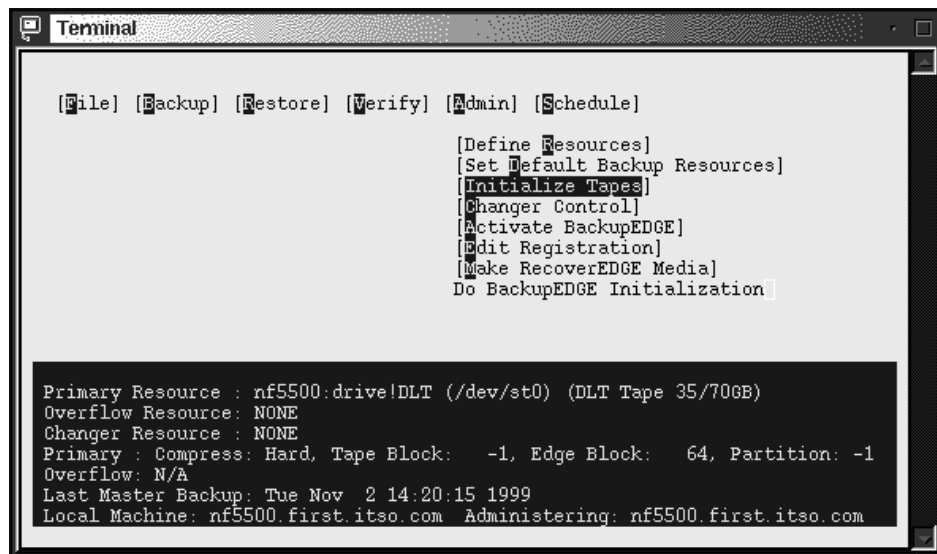 Terminal
[File] [Backup] [Restore] [Verify] [Admin] [Schedule]
[Define Resources]
[Set Default Backup Resources]
[Initialize Tapes]
[Changer Control]
[Activate BackupEDGE]
[Edit Registration]
[Make RecoverEDGE Media]
Do BackupEDGE Initialization
Primary Resource : nf5500:drive!DLT (/dev/st0) (DLT Tape 35/70GB)
Overflow Resource: NONE
Changer Resource : NONE
Primary : Compress: Hard, Tape Block:   -1, Edge Block:   64, Partition: -1
Overflow: N/A
Last Master Backup: Tue Nov  2 14:20:15 1999
Local Machine: nf5500.first.itso.com  Administering: nf5500.first.itso.com